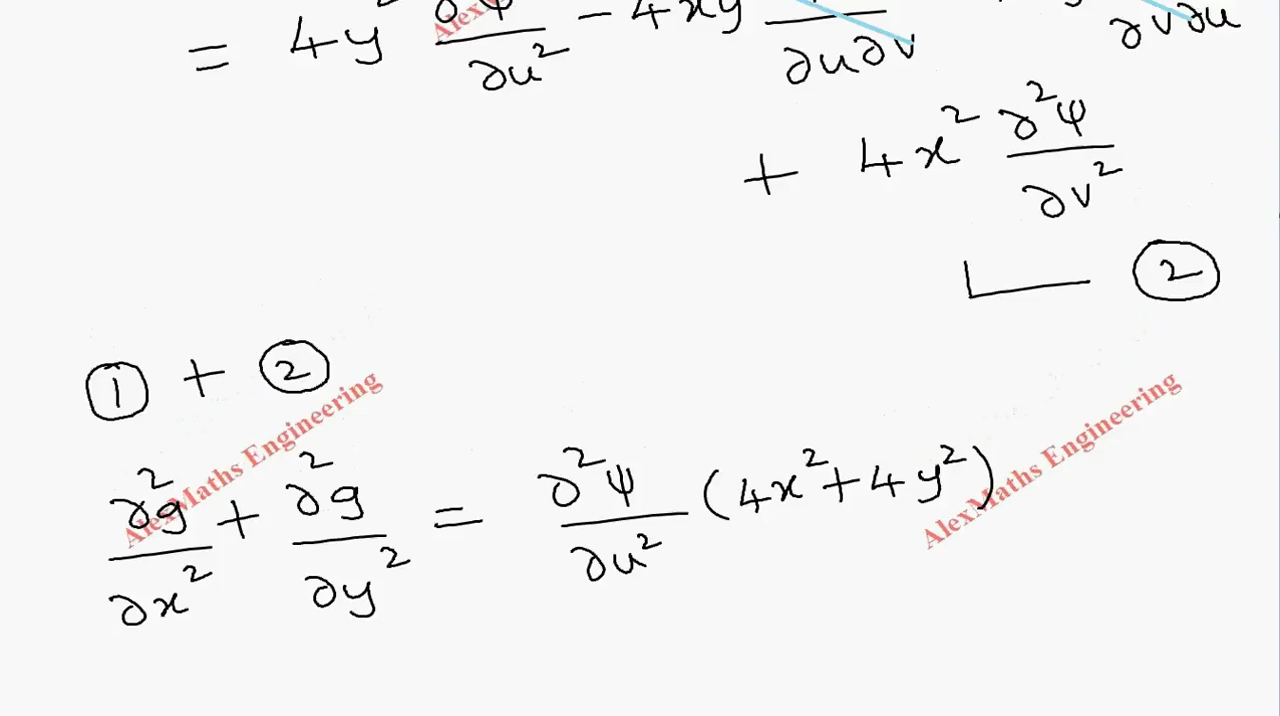 = 4y² ∂²ψ/∂u² − 4xy /∂u∂v ∂v∂u
+ 4x² ∂²ψ/∂v²
②
① + ②
∂²g/∂x² + ∂²g/∂y² = ∂²ψ/∂u² (4x²+4y²)
AlexMaths Engineering
AlexMaths Engineering